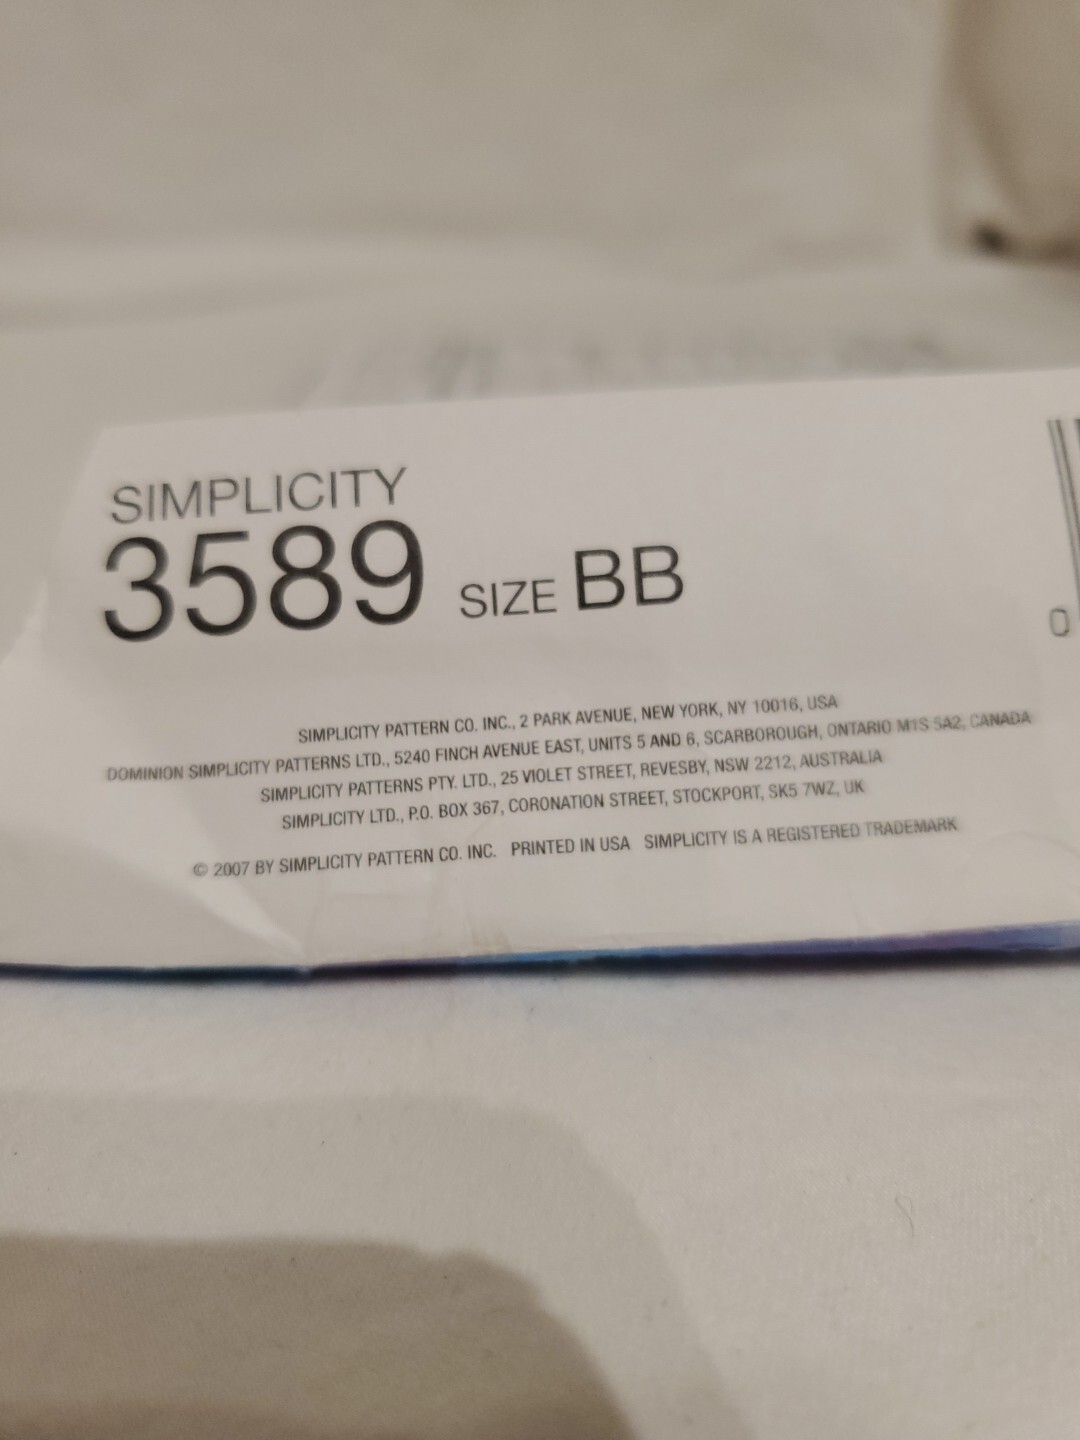 SIMPLICITY
3589 SIZE BB
0
SIMPLICITY PATTERN CO. INC., 2 PARK AVENUE, NEW YORK, NY 10016, USA
DOMINION SIMPLICITY PATTERNS LTD., 5240 FINCH AVENUE EAST, UNITS 5 AND 6, SCARBOROUGH, ONTARIO M1S 5A2, CANADA
SIMPLICITY PATTERNS PTY. LTD., 25 VIOLET STREET, REVESBY, NSW 2212, AUSTRALIA
SIMPLICITY LTD., P.O. BOX 367, CORONATION STREET, STOCKPORT, SK5 7WZ, UK
© 2007 BY SIMPLICITY PATTERN CO. INC. PRINTED IN USA SIMPLICITY IS A REGISTERED TRADEMARK